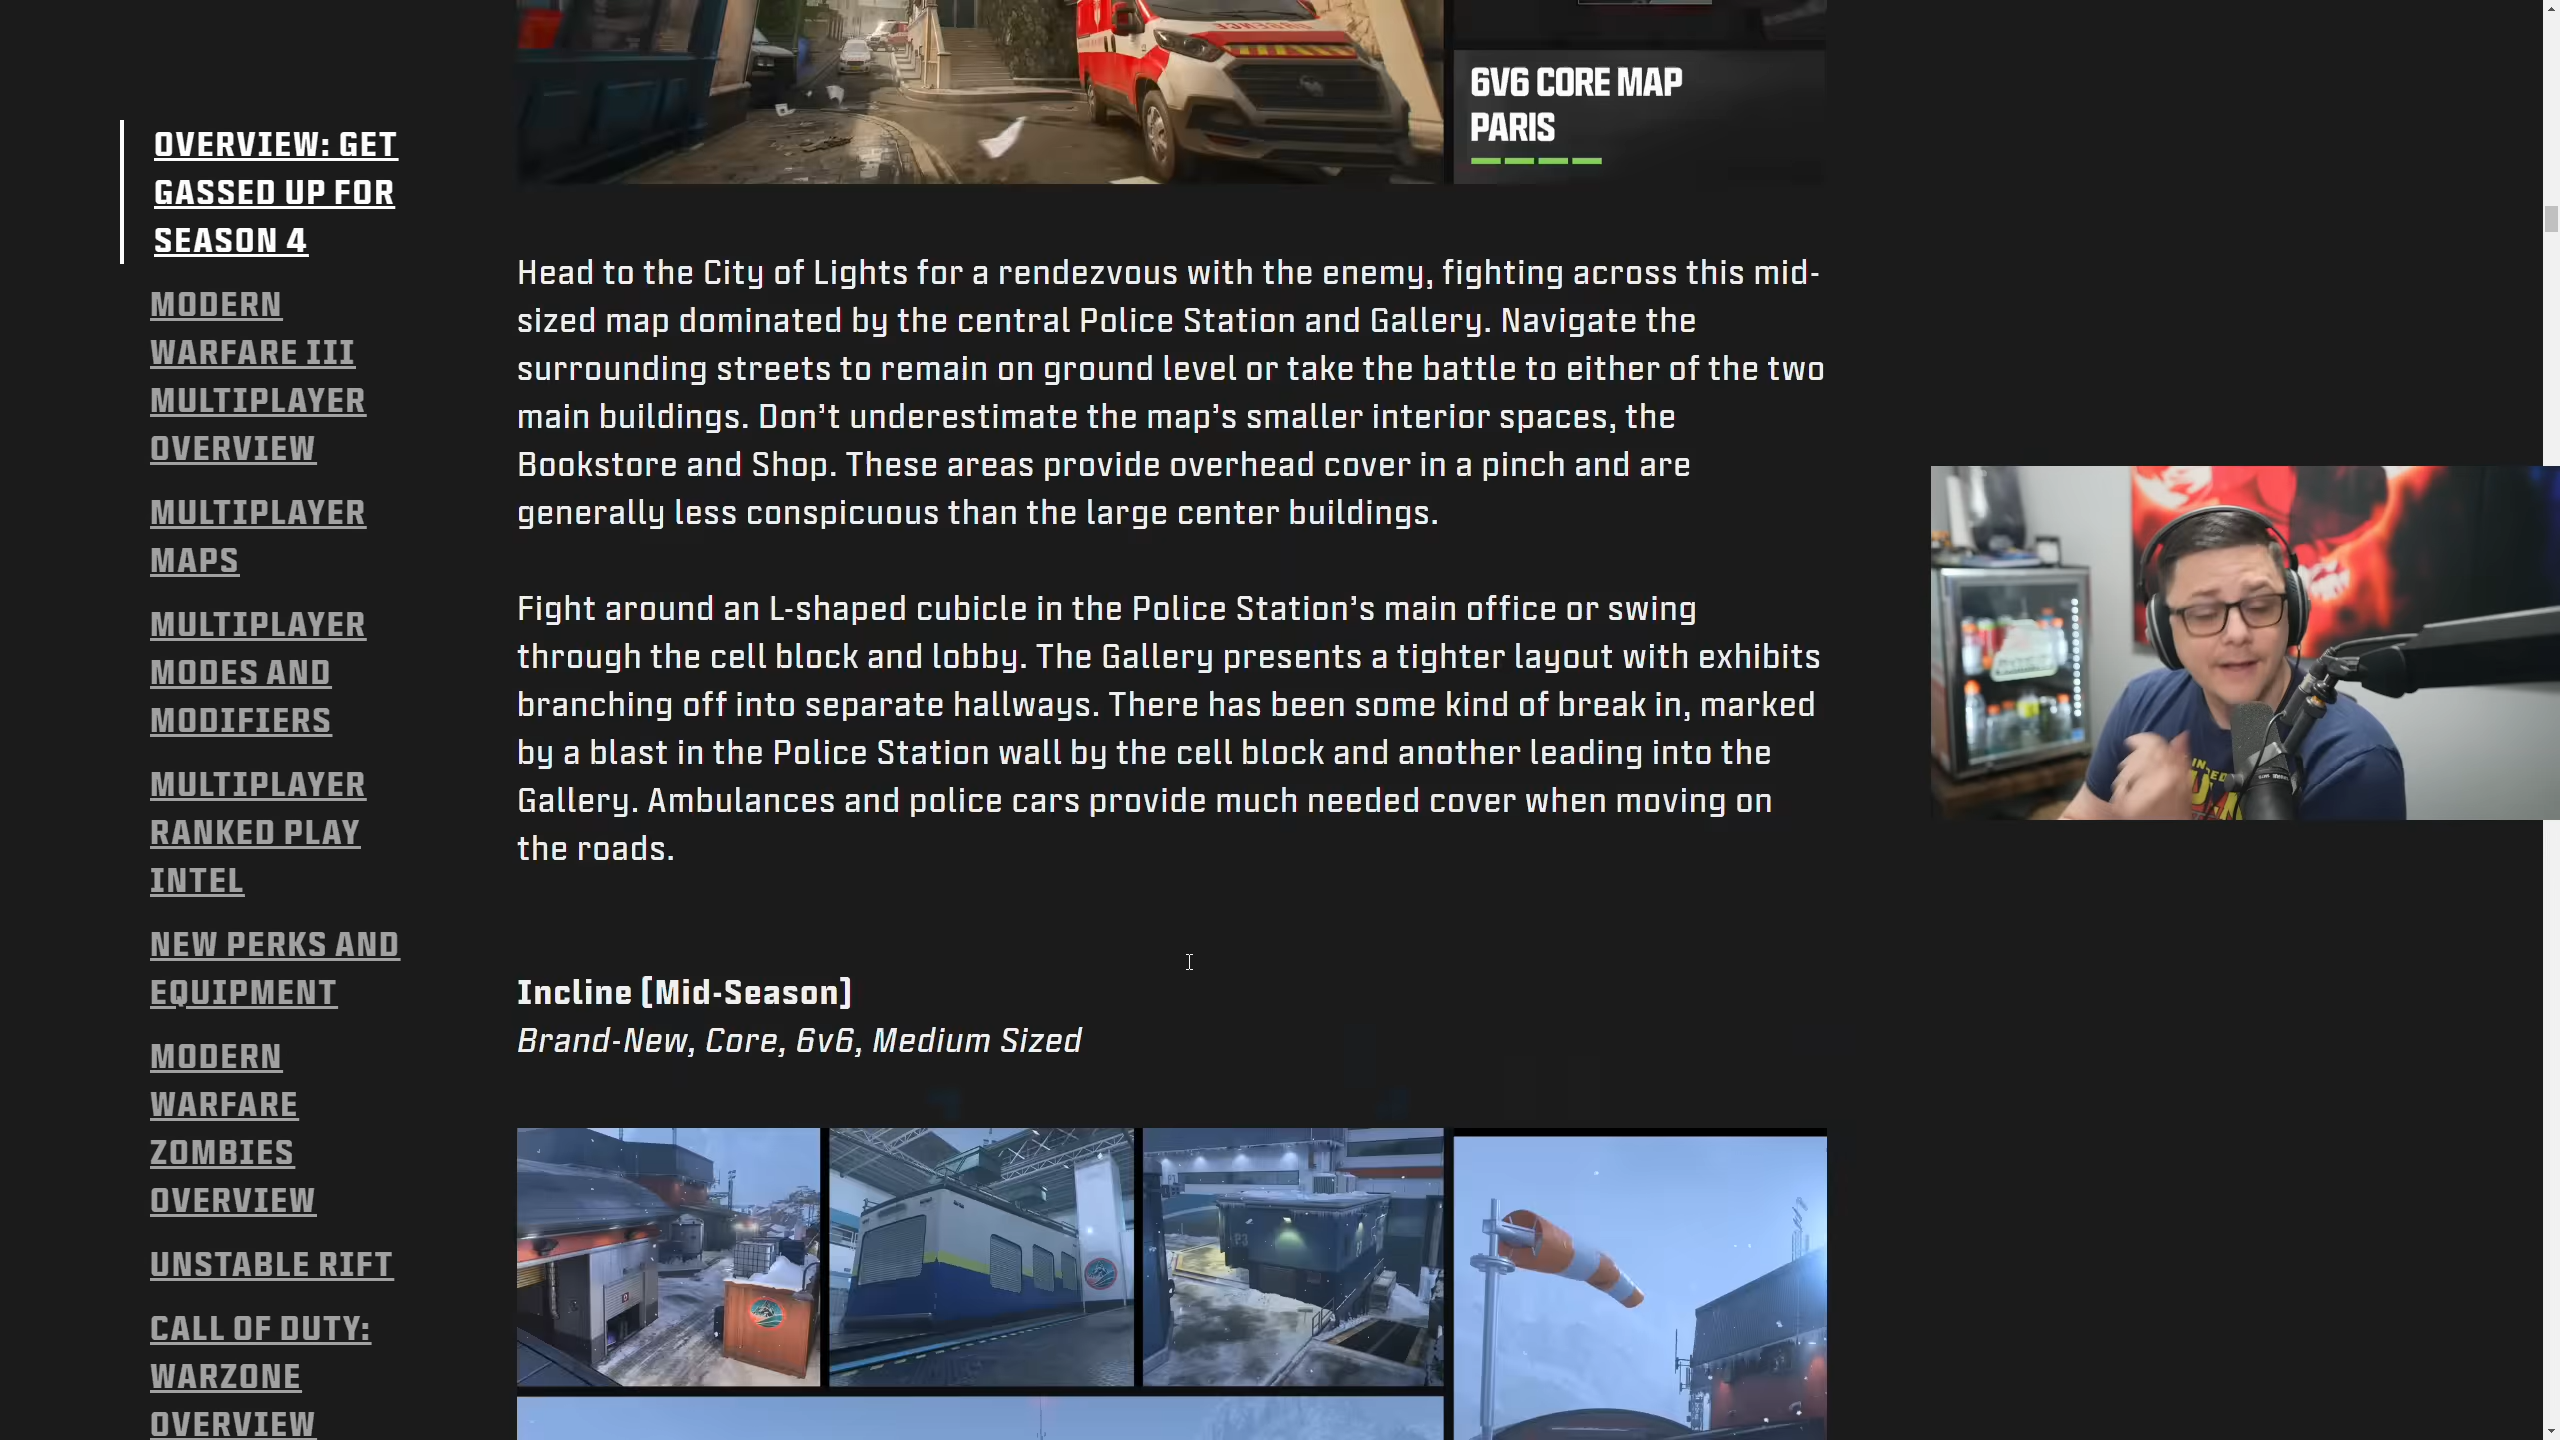 OVERVIEW: GET
GASSED UP FOR
SEASON 4
MODERN
WARFARE III
MULTIPLAYER
OVERVIEW
MULTIPLAYER
MAPS
MULTIPLAYER
MODES AND
MODIFIERS
MULTIPLAYER
RANKED PLAY
INTEL
NEW PERKS AND
EQUIPMENT
MODERN
WARFARE
ZOMBIES
OVERVIEW
UNSTABLE RIFT
CALL OF DUTY:
WARZONE
OVERVIEW
6V6 CORE MAP
PARIS
Head to the City of Lights for a rendezvous with the enemy, fighting across this mid-
sized map dominated by the central Police Station and Gallery. Navigate the
surrounding streets to remain on ground level or take the battle to either of the two
main buildings. Don’t underestimate the map’s smaller interior spaces, the
Bookstore and Shop. These areas provide overhead cover in a pinch and are
generally less conspicuous than the large center buildings.
Fight around an L-shaped cubicle in the Police Station’s main office or swing
through the cell block and lobby. The Gallery presents a tighter layout with exhibits
branching off into separate hallways. There has been some kind of break in, marked
by a blast in the Police Station wall by the cell block and another leading into the
Gallery. Ambulances and police cars provide much needed cover when moving on
the roads.
Incline (Mid-Season)
Brand-New, Core, 6v6, Medium Sized